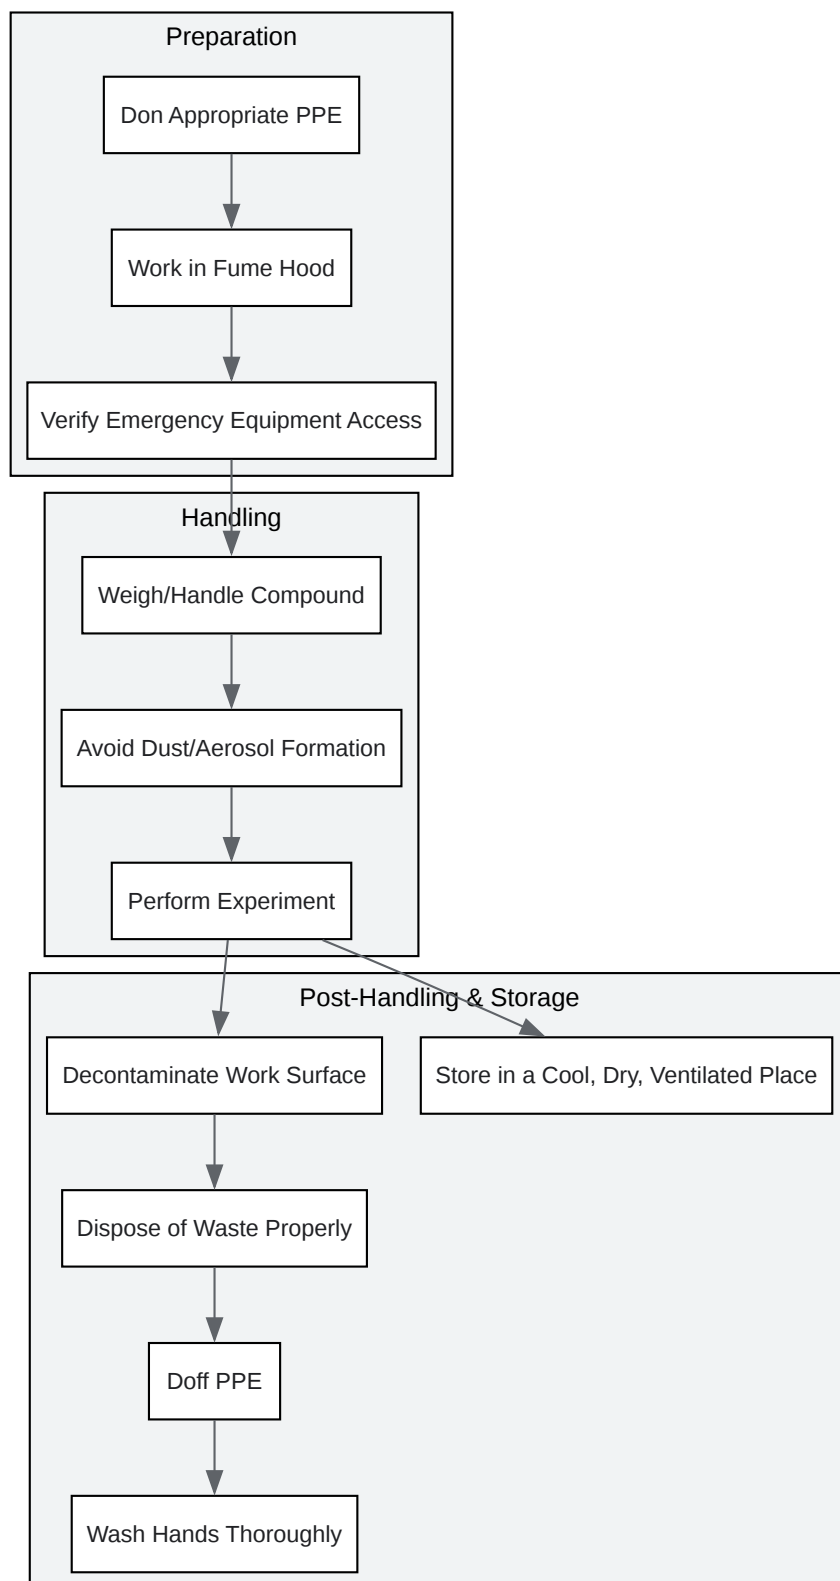 Preparation
Don Appropriate PPE
Work in Fume Hood
Verify Emergency Equipment Access
Handling
Weigh/Handle Compound
Avoid Dust/Aerosol Formation
Perform Experiment
Post-Handling & Storage
Decontaminate Work Surface
Store in a Cool, Dry, Ventilated Place
Dispose of Waste Properly
Doff PPE
Wash Hands Thoroughly